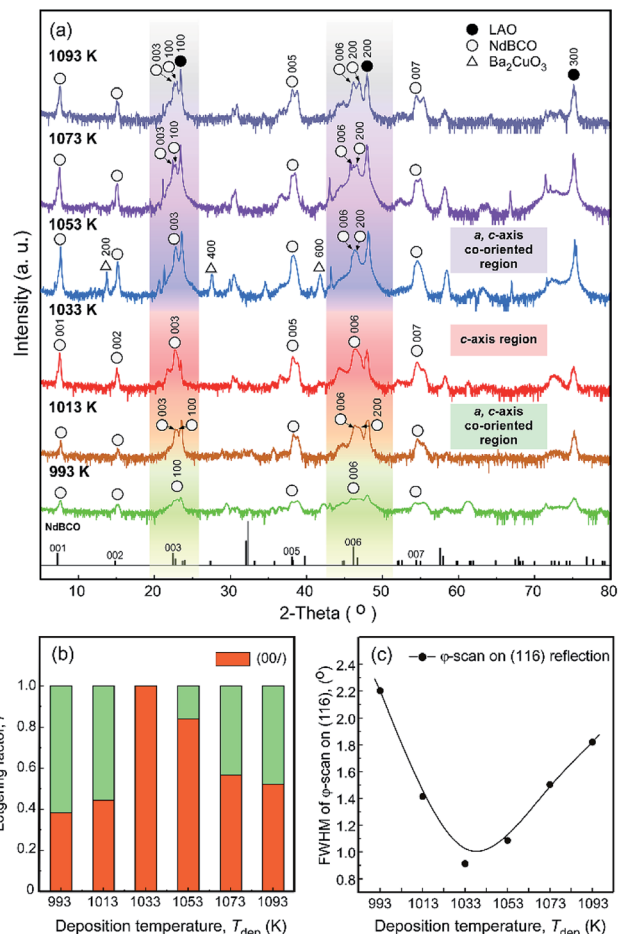 (a)
LAO
NdBCO
Ba2CuO3
1093 K
003
100
100
005
006
200
200
007
300
1073 K
003
100
006
200
1053 K
200
003
400
600
006
200
a, c-axis
co-oriented
region
1033 K
001
002
003
005
006
007
c-axis region
1013 K
003
100
006
200
a, c-axis
co-oriented
region
993 K
100
006
NdBCO
001
002
003
005
006
007
Intensity (a. u.)
10 20 30 40 50 60 70 80
2-Theta ( O )
(b)
(00l)
1.0
0.8
0.6
0.4
0.2
0
factor,
993 1013 1033 1053 1073 1093
Deposition temperature, Tdep (K)
(c)
φ-scan on (116) reflection
FWHM of φ-scan on (116), (O)
2.4
2.2
1.8
1.6
1.4
1.2
1.0
0.8
993 1013 1033 1053 1073 1093
Deposition temperature, Tdep (K)